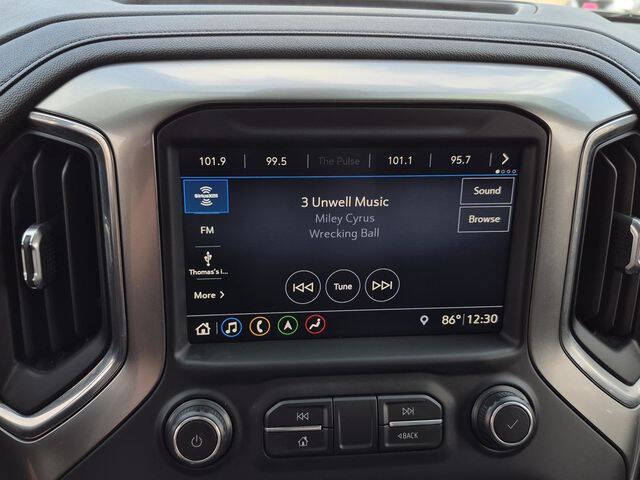 101.9 99.5 The Pulse 101.1 95.7
SiriusXM
3 Unwell Music
Miley Cyrus
Wrecking Ball
Sound
Browse
FM
Thomas's i...
More
Tune
86° 12:30
BACK